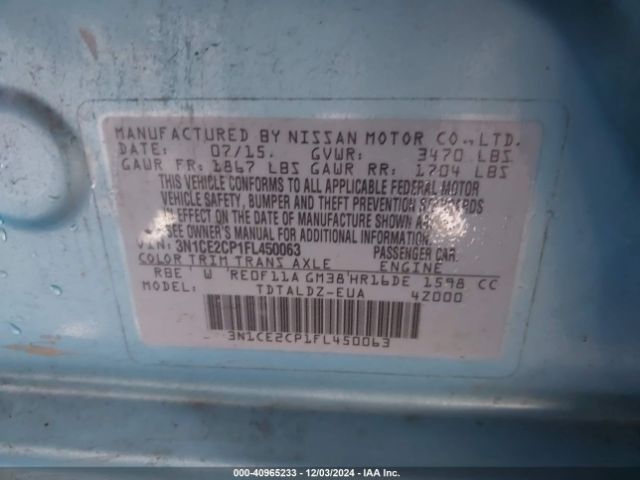 MANUFACTURED BY NISSAN MOTOR CO., LTD.
DATE: 07/15. GVWR: 3470 LBS
GAWR FR: 1867 LBS GAWR RR: 1704 LBS
THIS VEHICLE CONFORMS TO ALL APPLICABLE FEDERAL MOTOR
VEHICLE SAFETY, BUMPER AND THEFT PREVENTION STANDARDS
IN EFFECT ON THE DATE OF MANUFACTURE SHOWN ABOVE.
SEE OWNER'S MANUAL FOR ADDITIONAL INFORMATION
3N1CE2CP1FL450063 PASSENGER CAR.
COLOR TRIM TRANS AXLE ENGINE
RBE W RE0F11A GM38 HR16DE 1598 CC
MODEL: TDTALDZ-EUA 4Z000
3N1CE2CP1FL450063
000-40965233 - 12/03/2024 - IAA Inc.